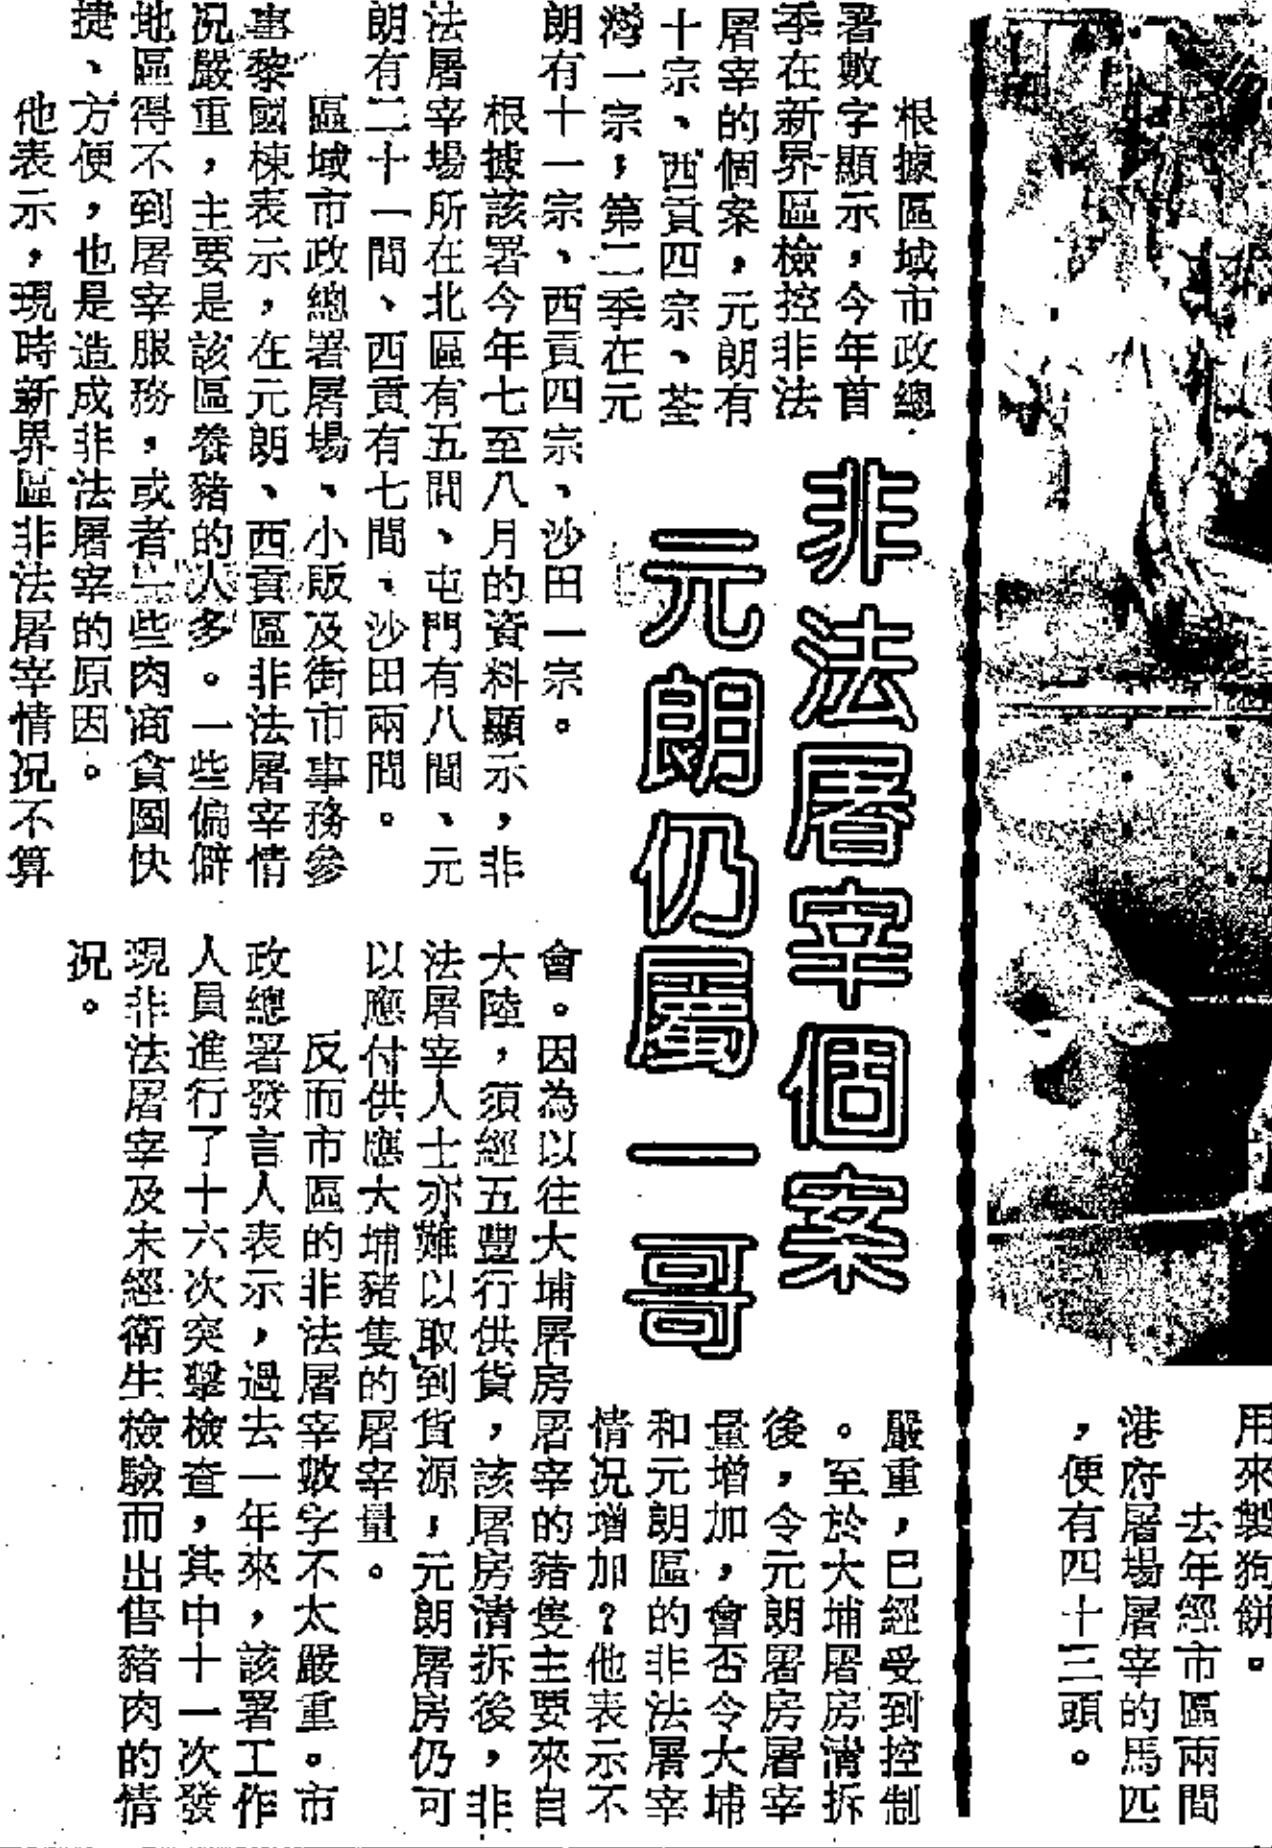 非法屠宰個案
元朗仍屬一哥
根據區域市政總
署數字顯示，今年首
季在新界區檢控非法
屠宰的個案，元朗有
十宗、西貢四宗、荃
灣一宗，第二季在元
朗有十一宗、西貢四宗、沙田一宗。
根據該署今年七至八月的資料顯示，非
法屠宰場所在北區有五間、屯門有八間、元
朗有二十一間、西貢有七間、沙田兩間。
區域市政總署屠場、小販及街市事務參
事黎國棟表示，在元朗、西貢區非法屠宰情
況嚴重，主要是該區養豬的人多。一些偏僻
地區得不到屠宰服務，或者一些肉商貪圖快
捷、方便，也是造成非法屠宰的原因。
他表示，現時新界區非法屠宰情況不算
嚴重，已經受到控制
。至於大埔屠房清拆
後，令元朗屠房屠宰
量增加，會否令大埔
和元朗區的非法屠宰
情況增加？他表示不
會。因為以往大埔屠房屠宰的豬隻主要來自
大陸，須經五豐行供貨，該屠房清拆後，非
法屠宰人士亦難以取到貨源，元朗屠房仍可
以應付供應大埔豬隻的屠宰量。
反而市區的非法屠宰數字不太嚴重。市
政總署發言人表示，過去一年來，該署工作
人員進行了十六次突擊檢查，其中十一次發
現非法屠宰及未經衛生檢驗而出售豬肉的情
況。
用來製狗餅。
去年經市區兩間
港府屠場屠宰的馬匹
，便有四十三頭。